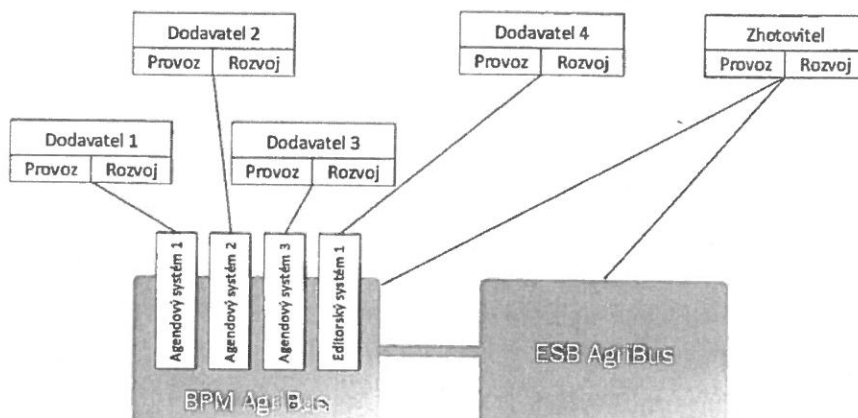 Dodavatel 2
Provoz Rozvoj
Dodavatel 4
Provoz Rozvoj
Zhotovitel
Provoz Rozvoj
Dodavatel 1
Provoz Rozvoj
Dodavatel 3
Provoz Rozvoj
Agendový systém 1
Agendový systém 2
Agendový systém 3
Editorský systém 1
BPM AgriBus
ESB AgriBus